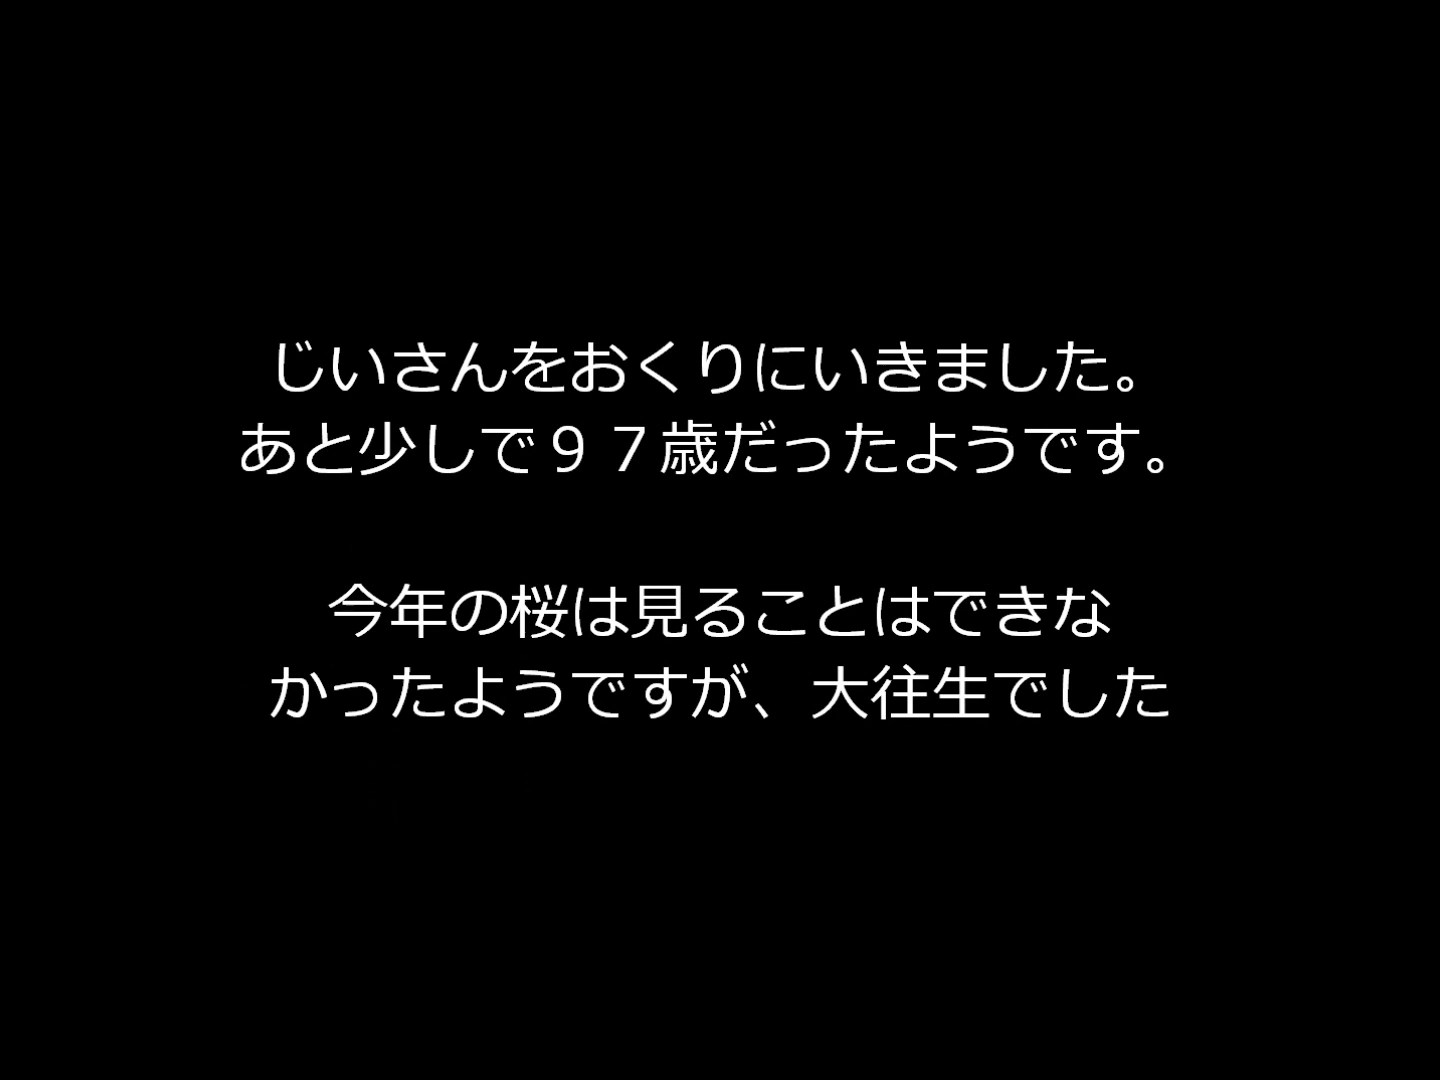 じいさんをおくりにいきました。
あと少しで９７歳だったようです。
今年の桜は見ることはできな
かったようですが、大往生でした